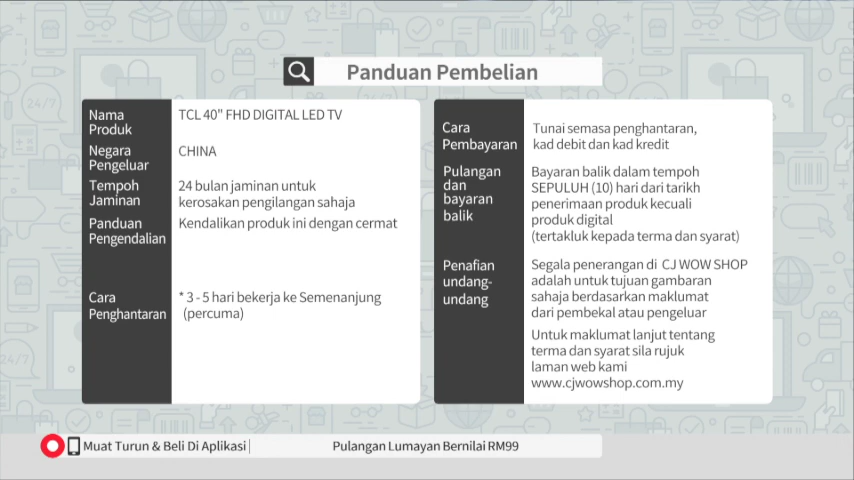 Panduan Pembelian
Nama
Produk
TCL 40" FHD DIGITAL LED TV
Negara
Pengeluar
CHINA
Tempoh
Jaminan
24 bulan jaminan untuk
kerosakan pengilangan sahaja
Panduan
Pengendalian
Kendalikan produk ini dengan cermat
Cara
Penghantaran
* 3 - 5 hari bekerja ke Semenanjung
(percuma)
Cara
Pembayaran
Tunai semasa penghantaran,
kad debit dan kad kredit
Pulangan
dan
bayaran
balik
Bayaran balik dalam tempoh
SEPULUH (10) hari dari tarikh
penerimaan produk kecuali
produk digital
(tertakluk kepada terma dan syarat)
Penafian
undang-
undang
Segala penerangan di CJ WOW SHOP
adalah untuk tujuan gambaran
sahaja berdasarkan maklumat
dari pembekal atau pengeluar
Untuk maklumat lanjut tentang
terma dan syarat sila rujuk
laman web kami
www.cjwowshop.com.my
Muat Turun & Beli Di Aplikasi
Pulangan Lumayan Bernilai RM99
24/7
24/7